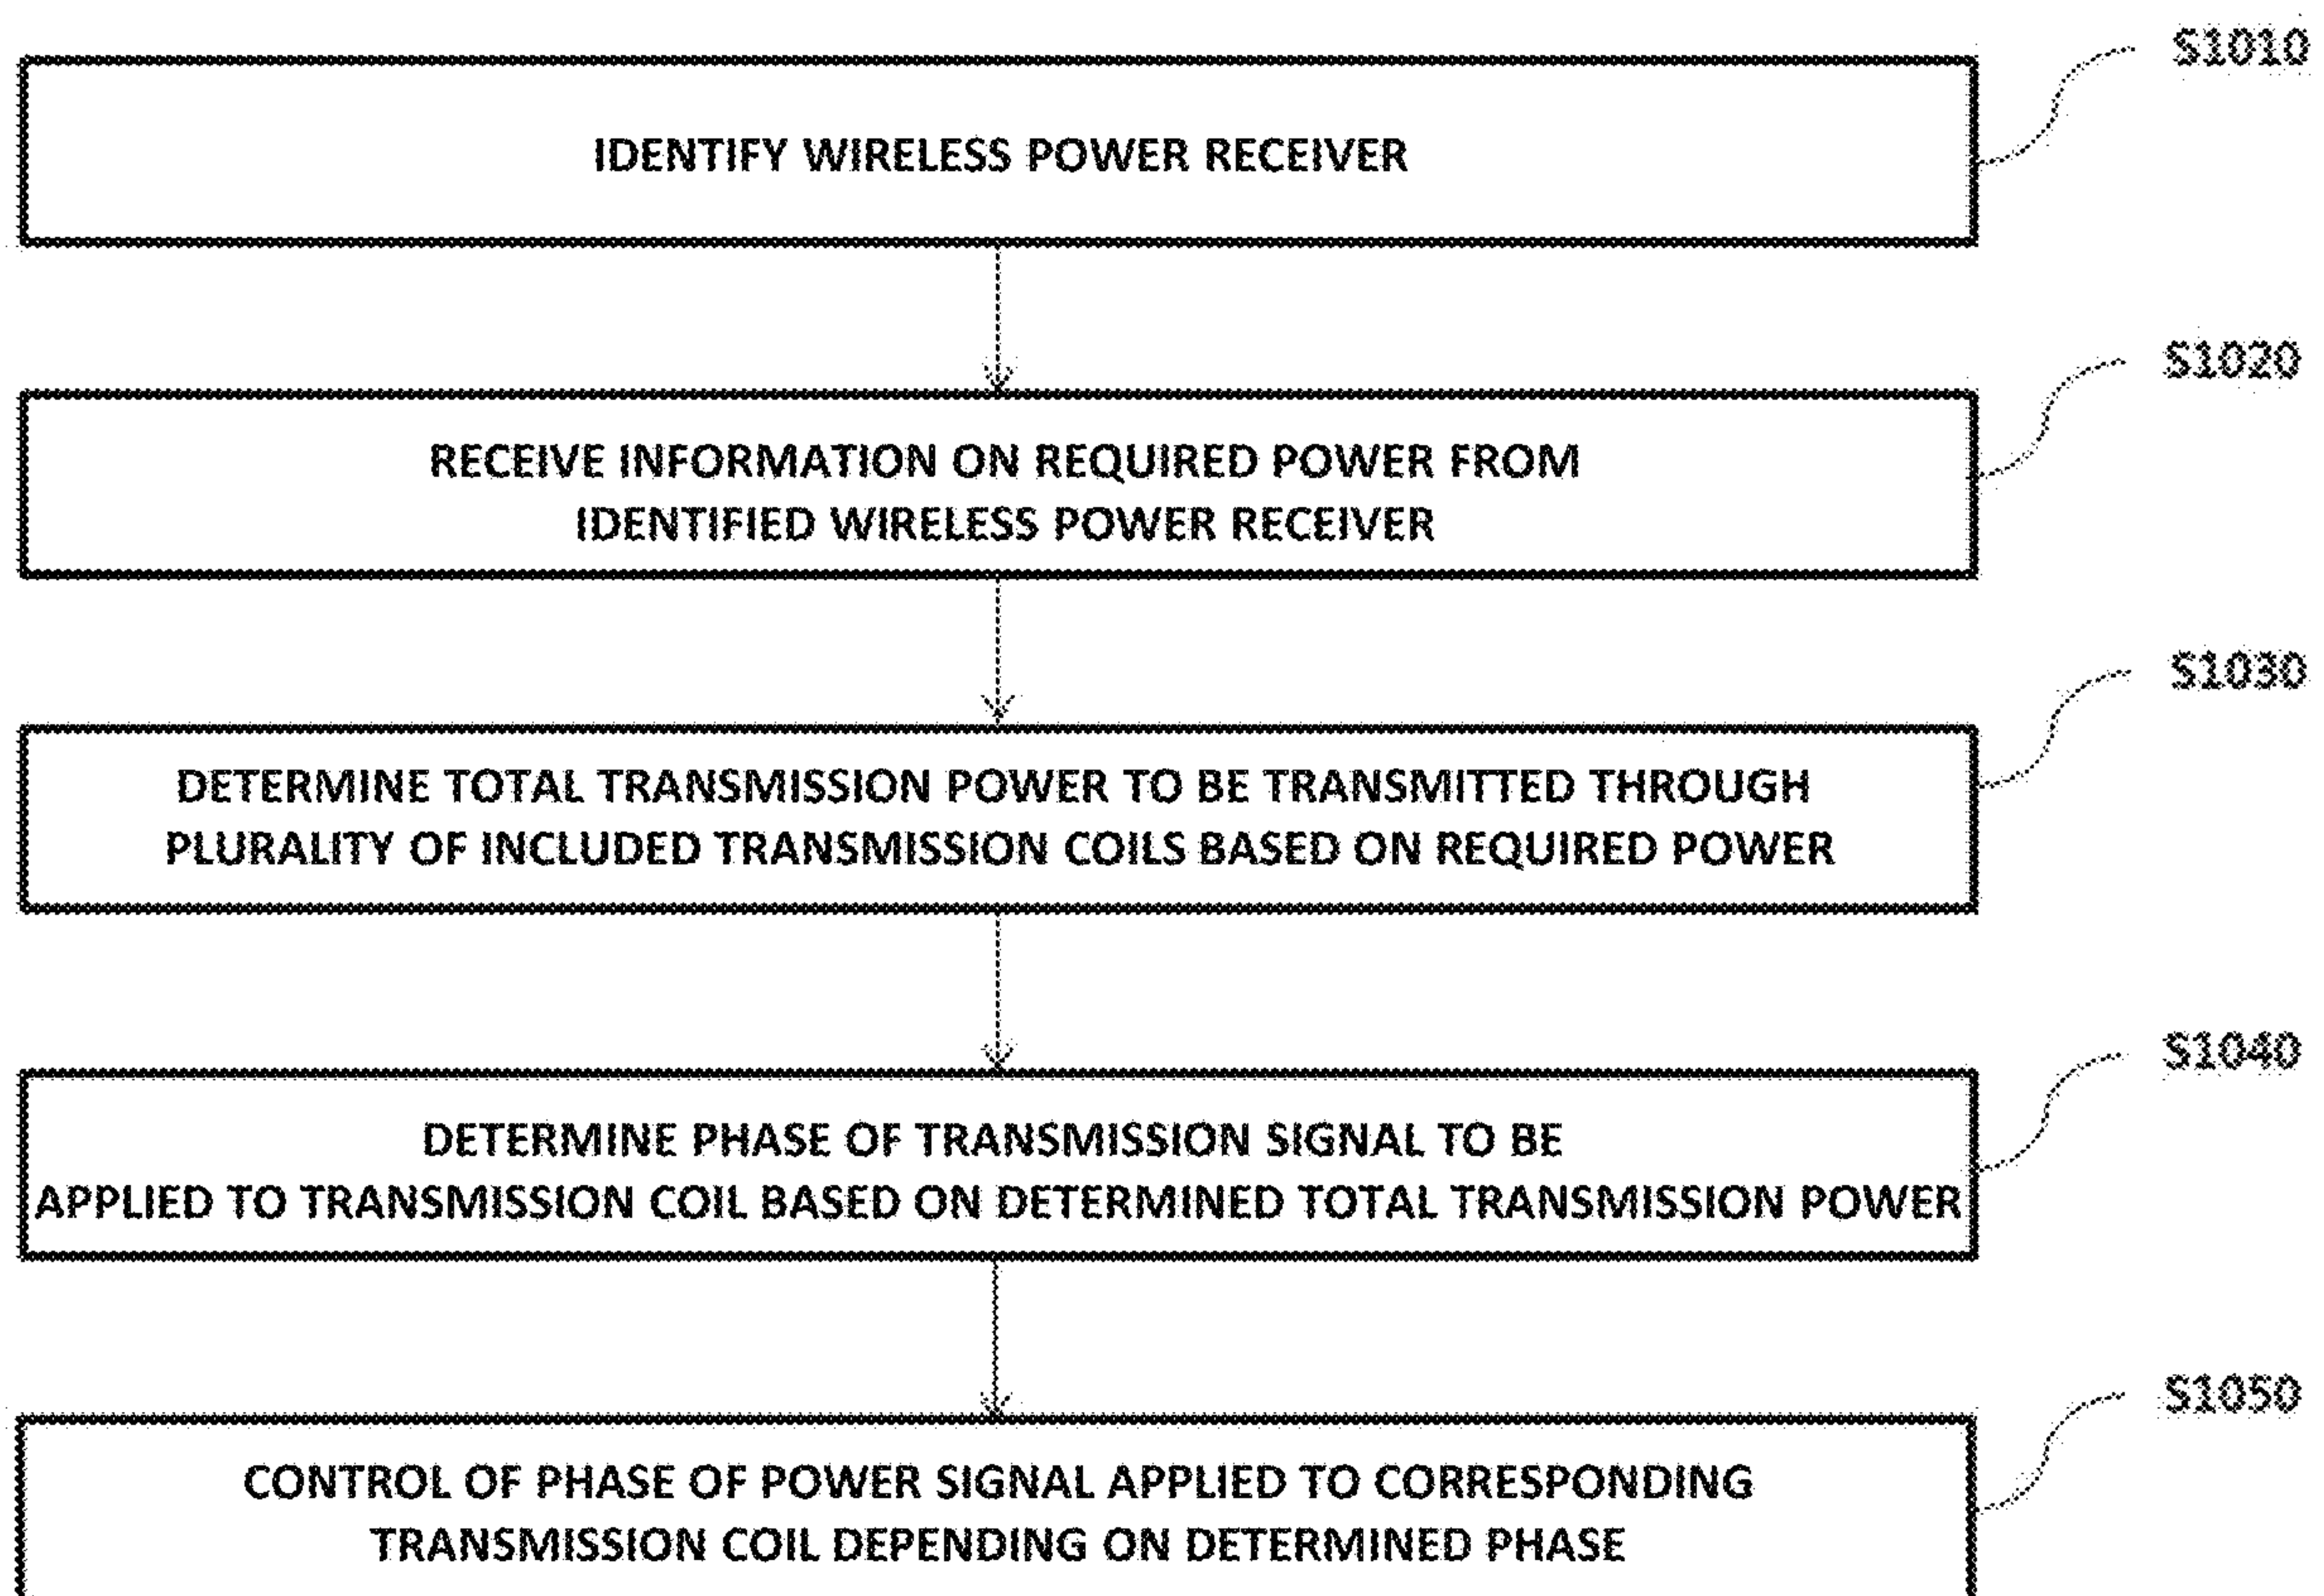 S1010
IDENTIFY WIRELESS POWER RECEIVER
S1020
RECEIVE INFORMATION ON REQUIRED POWER FROM
IDENTIFIED WIRELESS POWER RECEIVER
S1030
DETERMINE TOTAL TRANSMISSION POWER TO BE TRANSMITTED THROUGH
PLURALITY OF INCLUDED TRANSMISSION COILS BASED ON REQUIRED POWER
S1040
DETERMINE PHASE OF TRANSMISSION SIGNAL TO BE
APPLIED TO TRANSMISSION COIL BASED ON DETERMINED TOTAL TRANSMISSION POWER
S1050
CONTROL OF PHASE OF POWER SIGNAL APPLIED TO CORRESPONDING
TRANSMISSION COIL DEPENDING ON DETERMINED PHASE